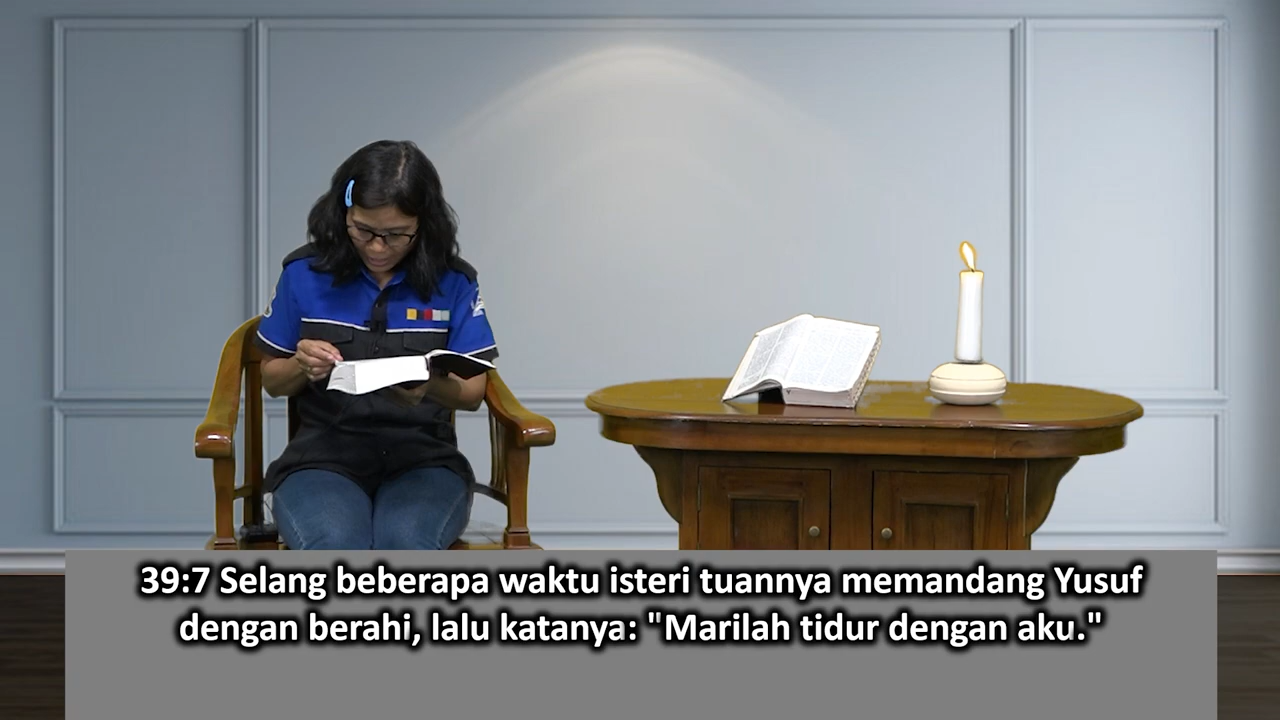 39:7 Selang beberapa waktu isteri tuannya memandang Yusuf
dengan berahi, lalu katanya: "Marilah tidur dengan aku."